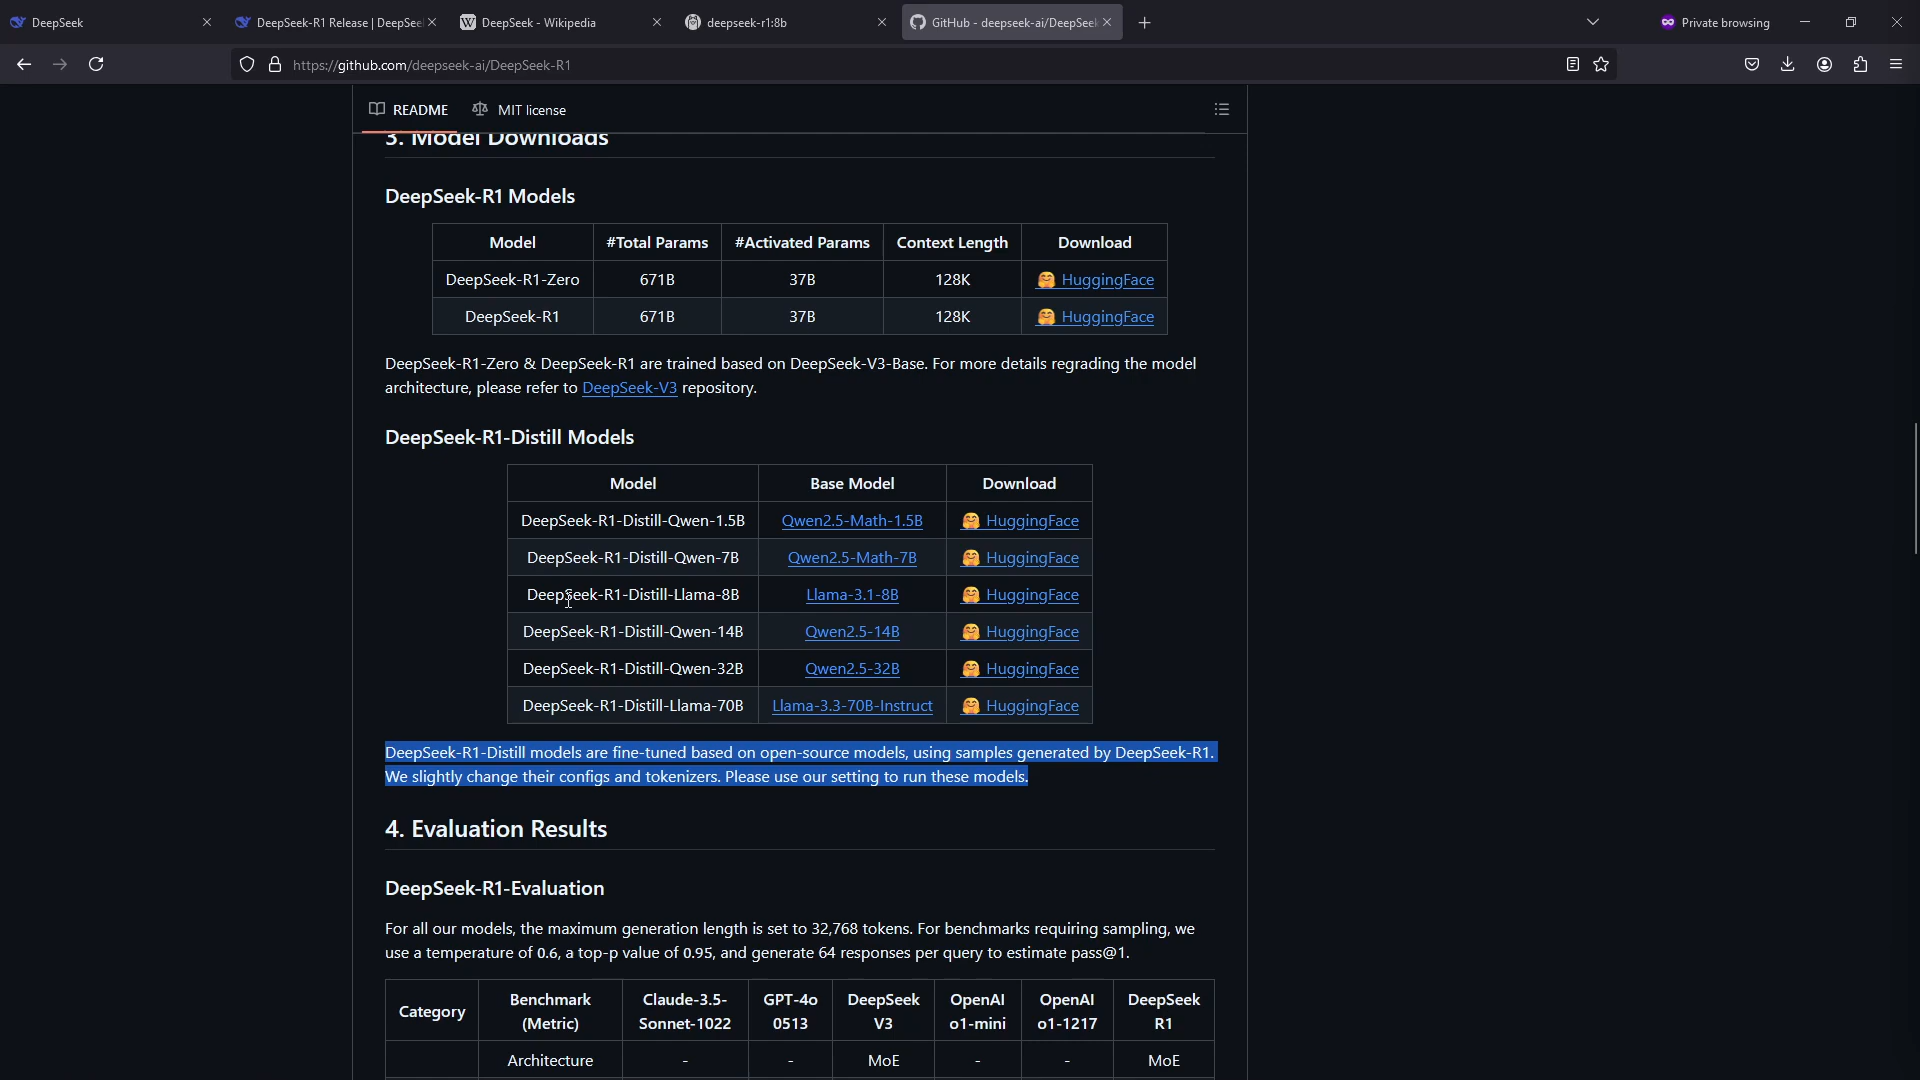 DeepSeek
DeepSeek-R1 Release | DeepSee
DeepSeek - Wikipedia
deepseek-r1:8b
GitHub - deepseek-ai/DeepSeek
Private browsing
https://github.com/deepseek-ai/DeepSeek-R1
README
MIT license
3. Model Downloads
DeepSeek-R1 Models
Model #Total Params #Activated Params Context Length Download
DeepSeek-R1-Zero 671B 37B 128K 🤗 HuggingFace
DeepSeek-R1 671B 37B 128K 🤗 HuggingFace
DeepSeek-R1-Zero & DeepSeek-R1 are trained based on DeepSeek-V3-Base. For more details regrading the model
architecture, please refer to DeepSeek-V3 repository.
DeepSeek-R1-Distill Models
Model Base Model Download
DeepSeek-R1-Distill-Qwen-1.5B Qwen2.5-Math-1.5B 🤗 HuggingFace
DeepSeek-R1-Distill-Qwen-7B Qwen2.5-Math-7B 🤗 HuggingFace
DeepSeek-R1-Distill-Llama-8B Llama-3.1-8B 🤗 HuggingFace
DeepSeek-R1-Distill-Qwen-14B Qwen2.5-14B 🤗 HuggingFace
DeepSeek-R1-Distill-Qwen-32B Qwen2.5-32B 🤗 HuggingFace
DeepSeek-R1-Distill-Llama-70B Llama-3.3-70B-Instruct 🤗 HuggingFace
DeepSeek-R1-Distill models are fine-tuned based on open-source models, using samples generated by DeepSeek-R1.
We slightly change their configs and tokenizers. Please use our setting to run these models.
4. Evaluation Results
DeepSeek-R1-Evaluation
For all our models, the maximum generation length is set to 32,768 tokens. For benchmarks requiring sampling, we
use a temperature of 0.6, a top-p value of 0.95, and generate 64 responses per query to estimate pass@1.
Category Benchmark Claude-3.5- GPT-4o DeepSeek OpenAI OpenAI DeepSeek
(Metric) Sonnet-1022 0513 V3 o1-mini o1-1217 R1
Architecture - - MoE - - MoE